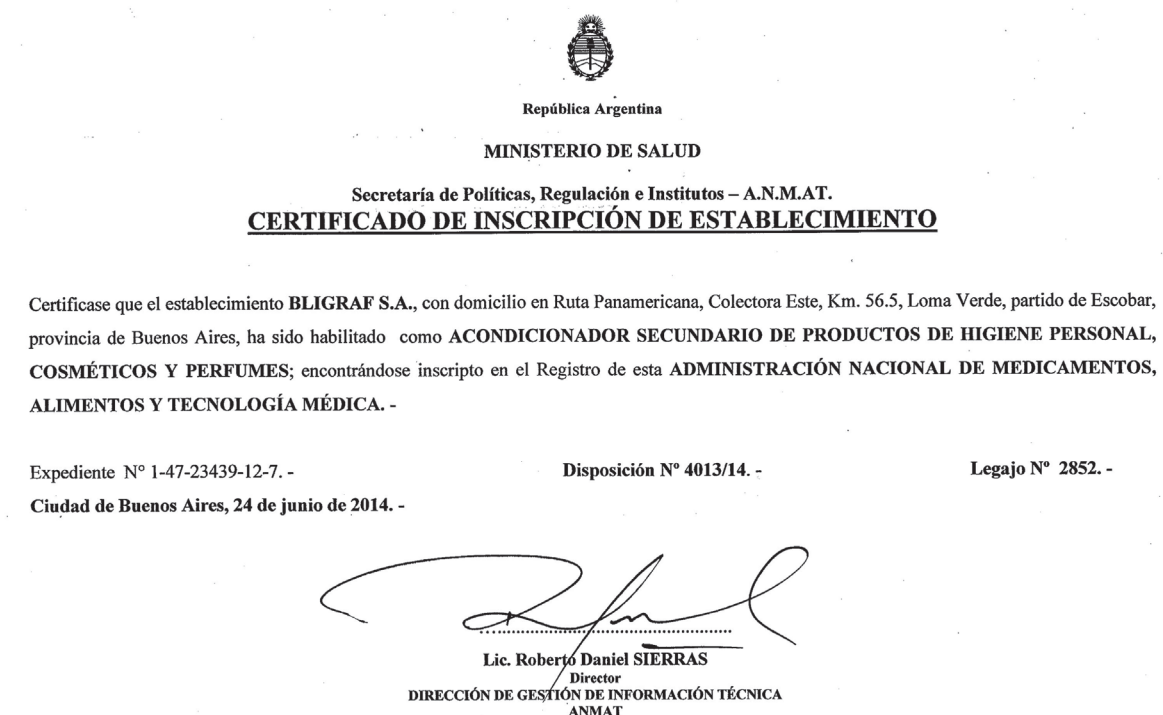 República Argentina
MINISTERIO DE SALUD
Secretaría de Políticas, Regulación e Institutos – A.N.M.AT.
CERTIFICADO DE INSCRIPCIÓN DE ESTABLECIMIENTO
Certifícase que el establecimiento BLIGRAF S.A., con domicilio en Ruta Panamericana, Colectora Este, Km. 56.5, Loma Verde, partido de Escobar,
provincia de Buenos Aires, ha sido habilitado como ACONDICIONADOR SECUNDARIO DE PRODUCTOS DE HIGIENE PERSONAL,
COSMÉTICOS Y PERFUMES; encontrándose inscripto en el Registro de esta ADMINISTRACIÓN NACIONAL DE MEDICAMENTOS,
ALIMENTOS Y TECNOLOGÍA MÉDICA. -
Expediente N° 1-47-23439-12-7. - Disposición Nº 4013/14. - Legajo Nº 2852. -
Ciudad de Buenos Aires, 24 de junio de 2014. -
Lic. Roberto Daniel SIERRAS
Director
DIRECCIÓN DE GESTIÓN DE INFORMACIÓN TÉCNICA
ANMAT